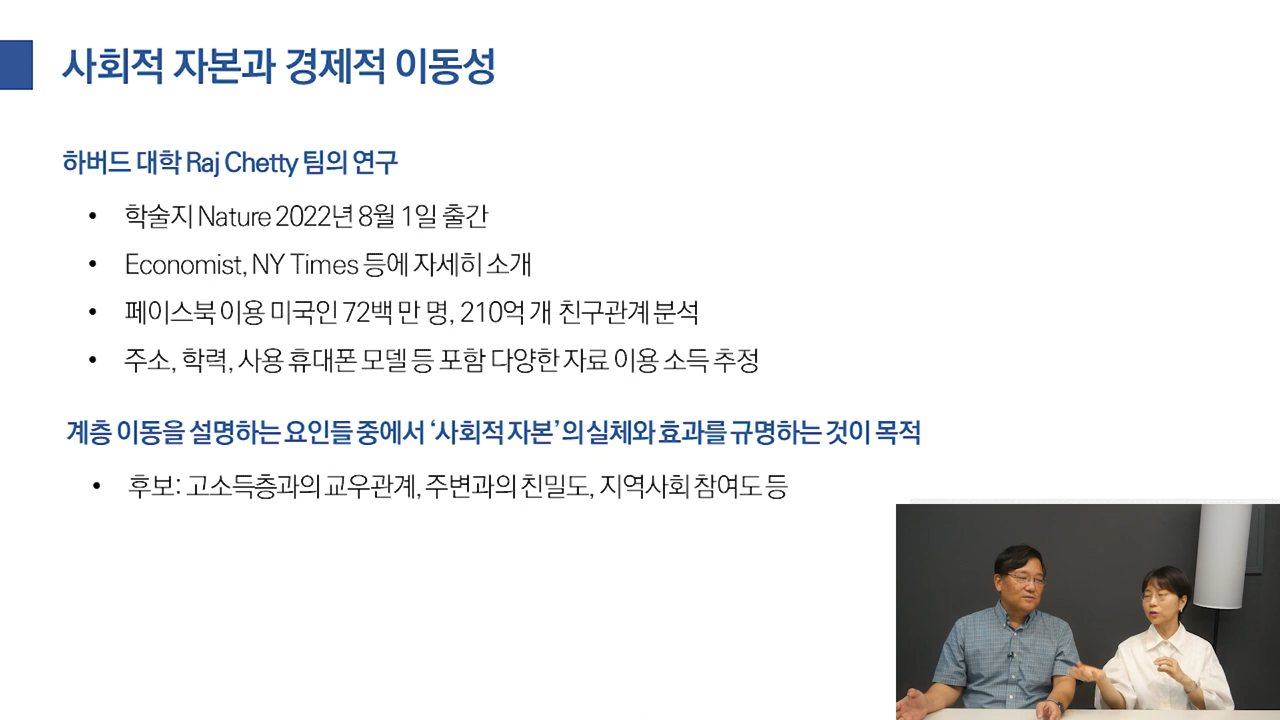 사회적 자본과 경제적 이동성
하버드 대학 Raj Chetty 팀의 연구
• 학술지 Nature 2022년 8월 1일 출간
• Economist, NY Times 등에 자세히 소개
• 페이스북 이용 미국인 72백 만 명, 210억 개 친구관계 분석
• 주소, 학력, 사용 휴대폰 모델 등 포함 다양한 자료 이용 소득 추정
계층 이동을 설명하는 요인들 중에서 ‘사회적 자본’의 실체와 효과를 규명하는 것이 목적
• 후보: 고소득층과의 교우관계, 주변과의 친밀도, 지역사회 참여도 등